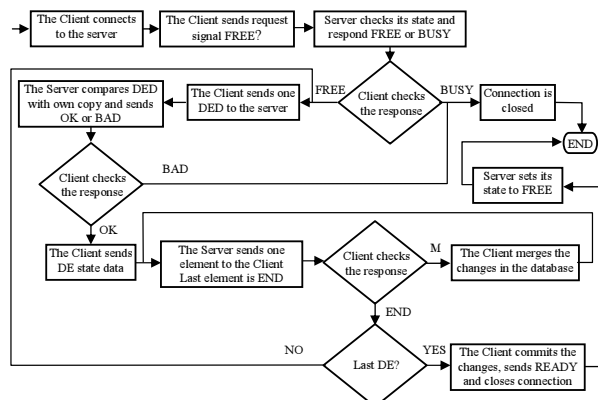 The Client connects
to the server
The Client sends request
signal FREE?
Server checks its state and
respond FREE or BUSY
The Server compares DED
with own copy and sends
OK or BAD
The Client sends one
DED to the server
FREE
Client checks
the response
BUSY
Connection is
closed
END
Client checks
the response
BAD
Server sets its
state to FREE
OK
The Client sends
DE state data
The Server sends one
element to the Client
Last element is END
Client checks
the response
M
The Client merges the
changes in the database
END
NO
Last DE?
YES
The Client commits the
changes, sends READY
and closes connection